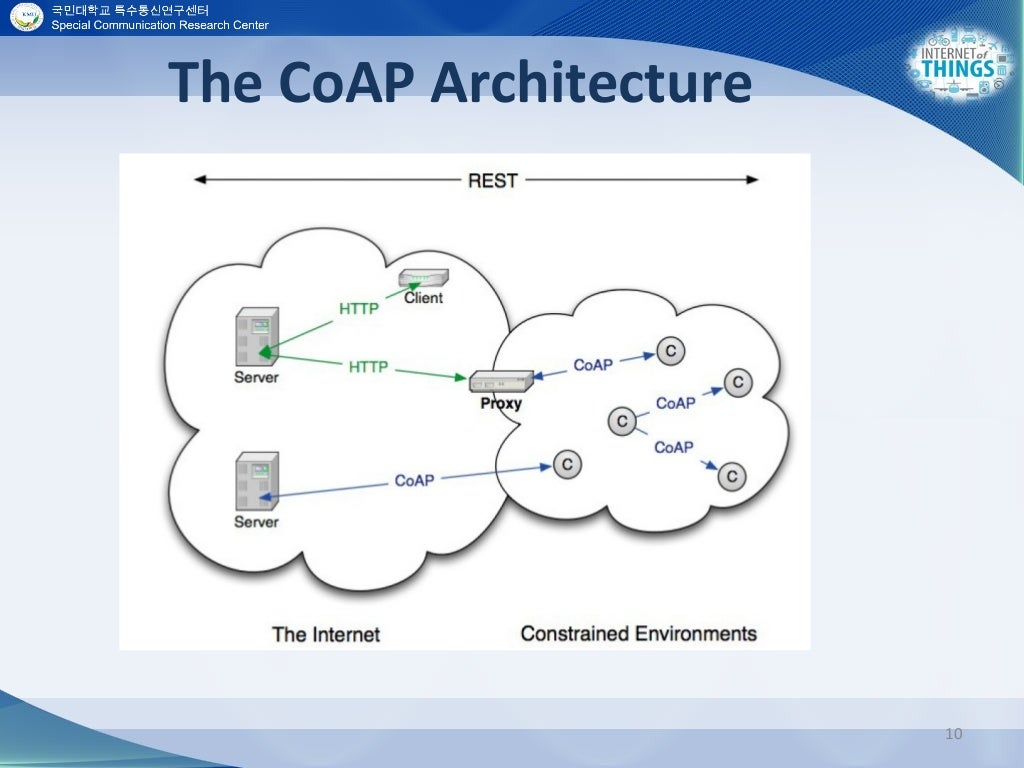 국민대학교 특수통신연구센터
Special Communication Research Center
INTERNET of
THINGS
The CoAP Architecture
REST
Client
HTTP
Server
HTTP
CoAP
C
C
Proxy
CoAP
C
CoAP
C
C
CoAP
Server
The Internet
Constrained Environments
10